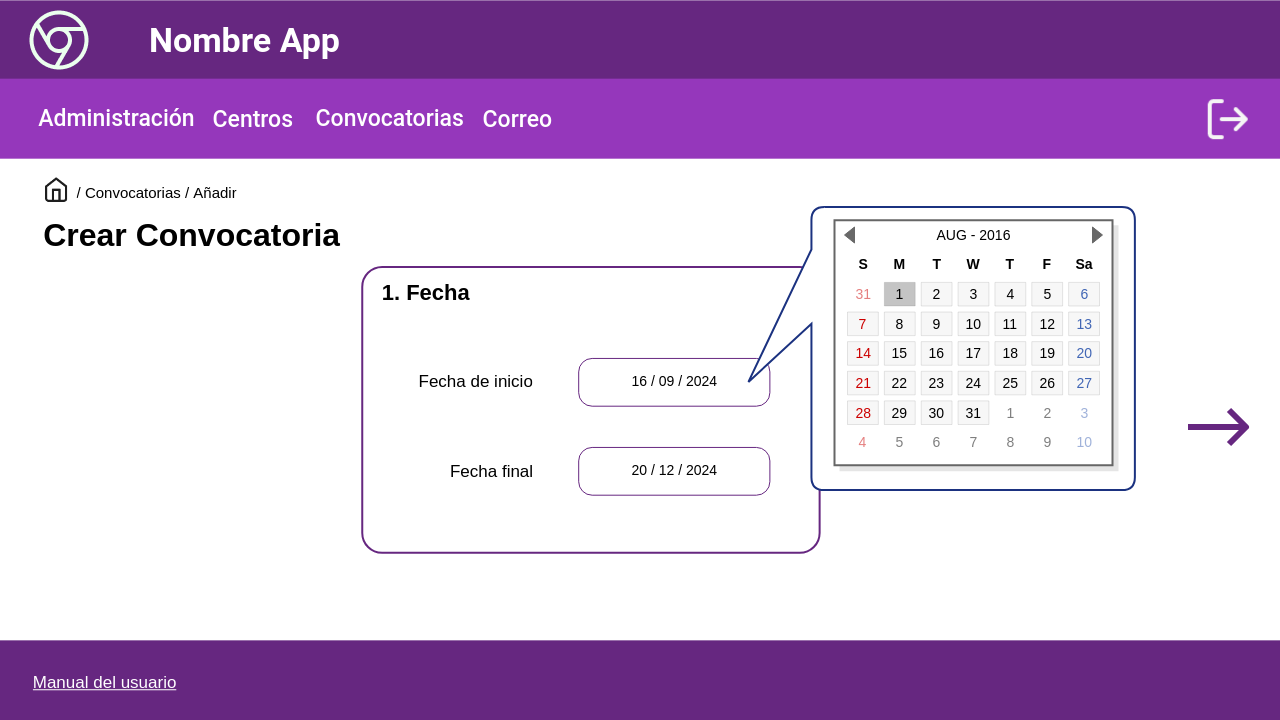 Nombre App
Administración Centros Convocatorias Correo
/ Convocatorias / Añadir
Crear Convocatoria
1. Fecha
Fecha de inicio 16 / 09 / 2024
Fecha final 20 / 12 / 2024
AUG - 2016
S M T W T F Sa
31 1 2 3 4 5 6
7 8 9 10 11 12 13
14 15 16 17 18 19 20
21 22 23 24 25 26 27
28 29 30 31 1 2 3
4 5 6 7 8 9 10
Manual del usuario